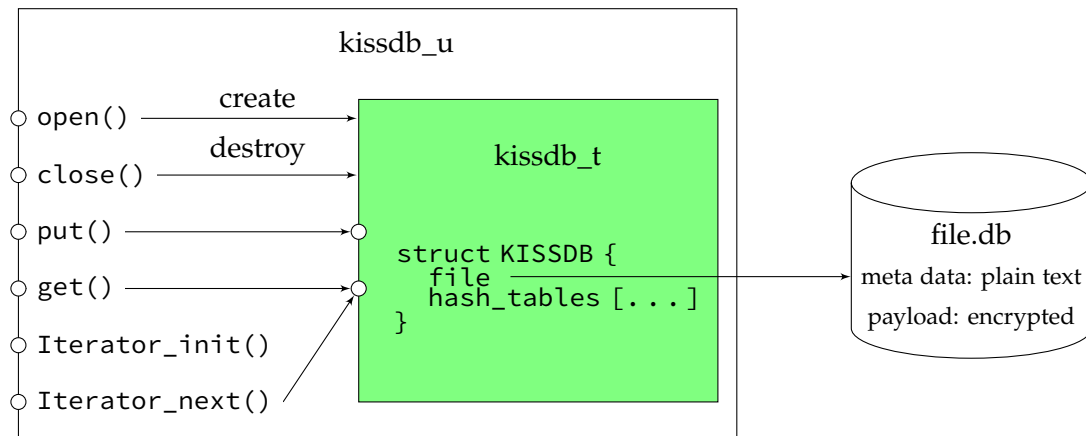 kissdb_u
open()
create
close()
destroy
put()
get()
Iterator_init()
Iterator_next()
kissdb_t
struct KISSDB {
file
hash_tables [...]
}
file.db
meta data: plain text
payload: encrypted